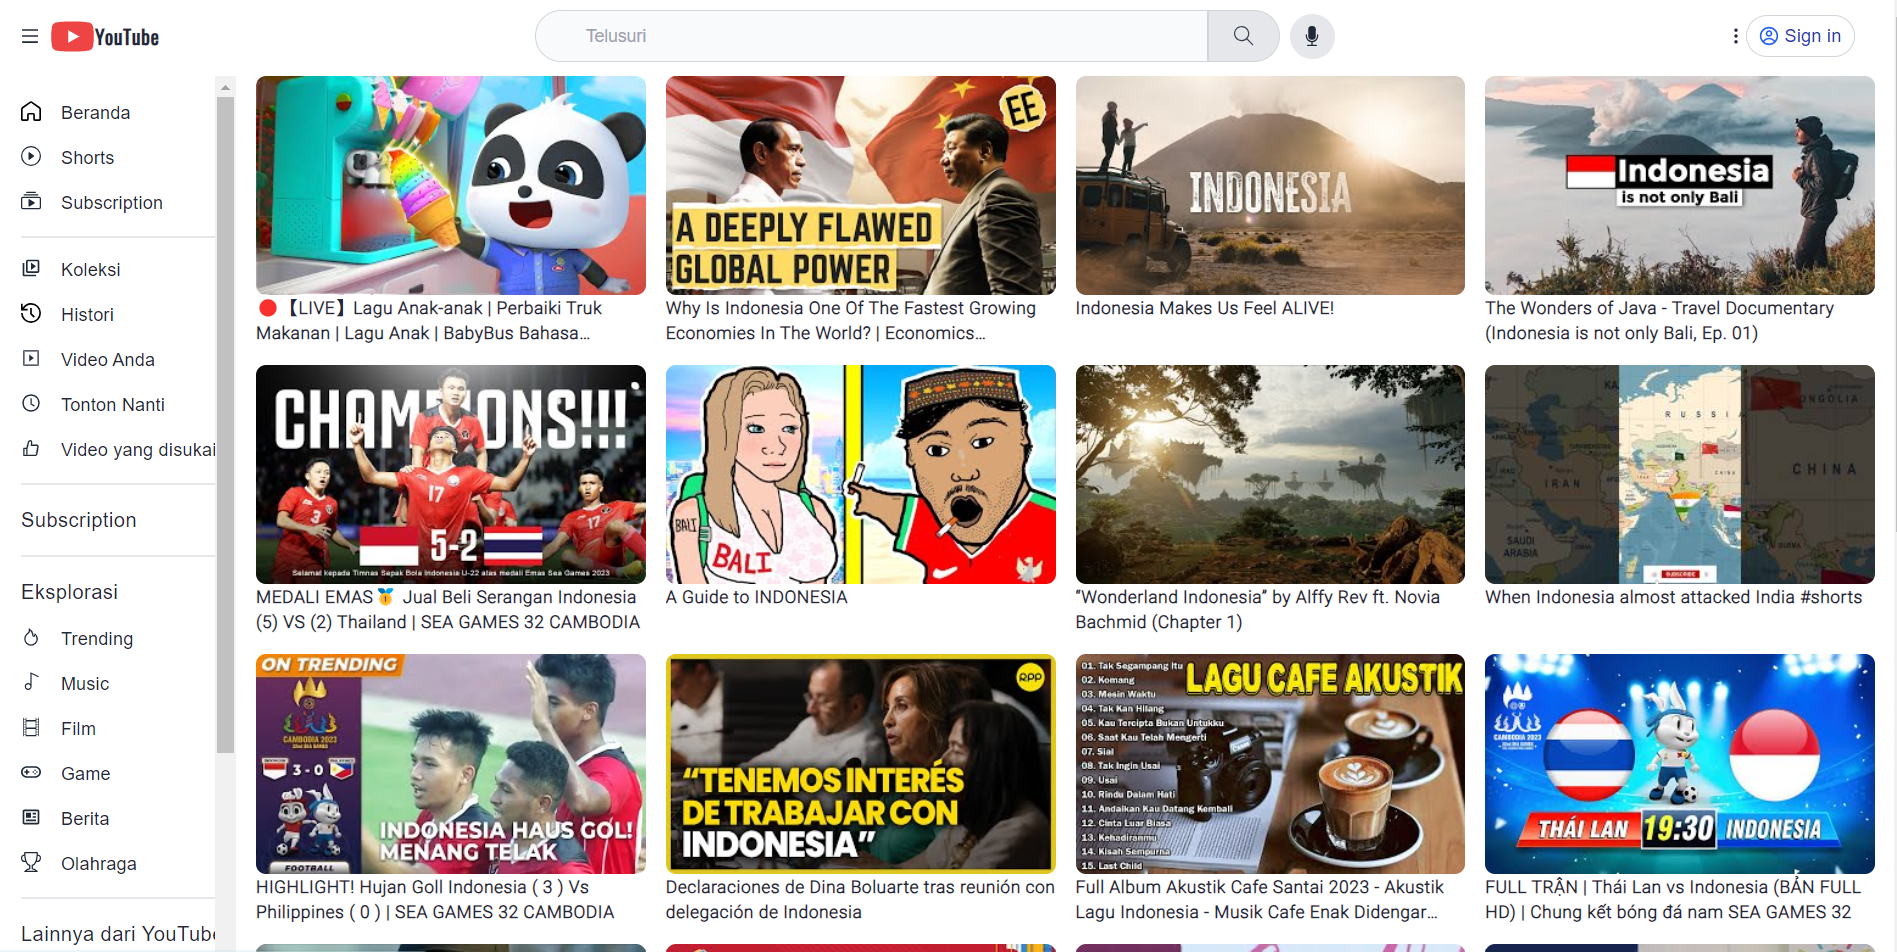 YouTube
Telusuri
Sign in
Beranda
Shorts
Subscription
Koleksi
Histori
Video Anda
Tonton Nanti
Video yang disukai
Subscription
Eksplorasi
Trending
Music
Film
Game
Berita
Olahraga
Lainnya dari YouTube
🔴【LIVE】Lagu Anak-anak | Perbaiki Truk
Makanan | Lagu Anak | BabyBus Bahasa...
EE
A DEEPLY FLAWED
GLOBAL POWER
Why Is Indonesia One Of The Fastest Growing
Economies In The World? | Economics...
INDONESIA
Indonesia Makes Us Feel ALIVE!
Indonesia
is not only Bali
The Wonders of Java - Travel Documentary
(Indonesia is not only Bali, Ep. 01)
CHAMPIONS!!!
3
17
17
5-2
Selamat kepada Timnas Sepak Bola Indonesia U-22 atas medali Emas Sea Games 2023
MEDALI EMAS🥇 Jual Beli Serangan Indonesia
(5) VS (2) Thailand | SEA GAMES 32 CAMBODIA
BALI
BALI
A Guide to INDONESIA
"Wonderland Indonesia" by Alffy Rev ft. Novia
Bachmid (Chapter 1)
RUSSIA
CHINA
IRAN
SAUDI
ARABIA
CHINA
SUBSCRIBE
When Indonesia almost attacked India #shorts
ON TRENDING
CAMBODIA 2023
3 - 0
INDONESIA HAUS GOL!
MENANG TELAK
FOOTBALL
HIGHLIGHT! Hujan Goll Indonesia ( 3 ) Vs
Philippines ( 0 ) | SEA GAMES 32 CAMBODIA
RPP
“TENEMOS INTERÉS
DE TRABAJAR CON
INDONESIA”
Declaraciones de Dina Boluarte tras reunión con
delegación de Indonesia
LAGU CAFE AKUSTIK
01. Tak Segampang Itu
02. Komang
03. Mesin Waktu
04. Tak Kan Hilang
05. Kau Tercipta Bukan Untukku
06. Saat Kau Telah Mengerti
07. Sial
08. Tak Ingin Usai
09. Usai
10. Rindu Dalam Hati
11. Andaikan Kau Datang Kembali
12. Cinta Luar Biasa
13. Kehadiranmu
14. Kisah Sempurna
15. Last Child
Canon
Full Album Akustik Cafe Santai 2023 - Akustik
Lagu Indonesia - Musik Cafe Enak Didengar...
CAMBODIA 2023
THÁI LAN 19:30 INDONESIA
FULL TRẬN | Thái Lan vs Indonesia (BẢN FULL
HD) | Chung kết bóng đá nam SEA GAMES 32